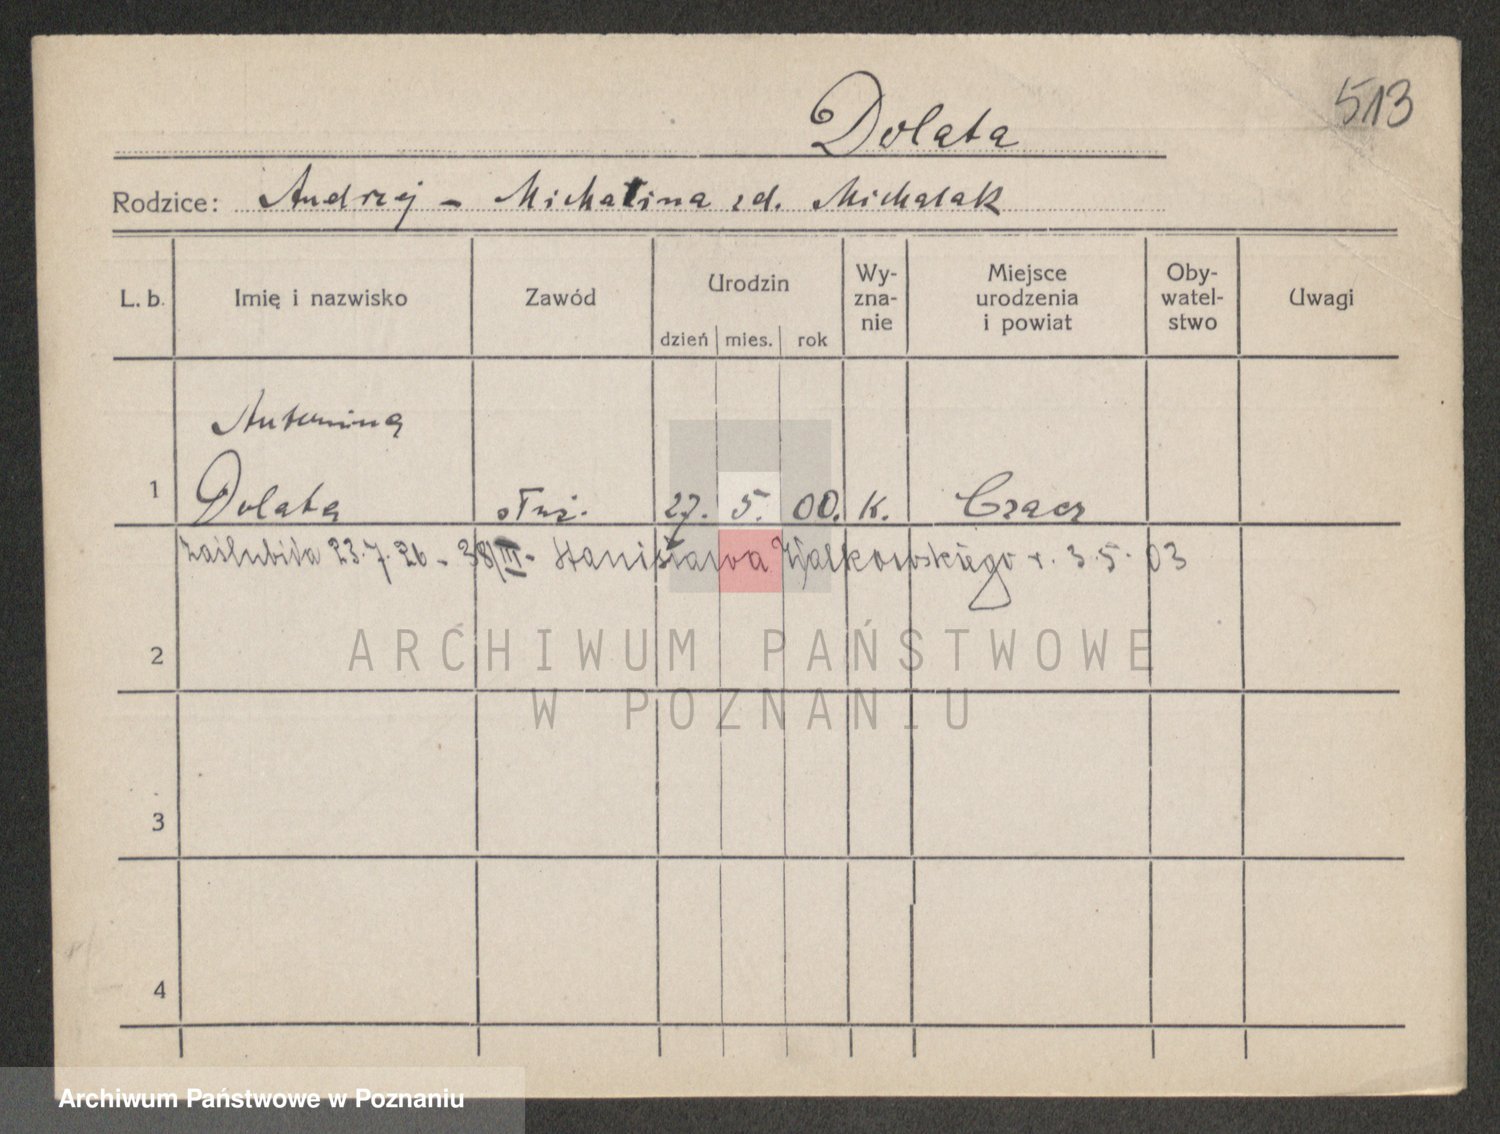 513
Dolata
Rodzice: Andrzej - Michalina zd. Michalak
L. b. Imię i nazwisko Zawód Urodzin dzień mies. rok Wy-zna-nie Miejsce urodzenia i powiat Oby-watel-stwo Uwagi
Antonina
1 Dolata służ. 27. 5. 00. k. Czacz
Zaślubiła 23.7.26 - 38/III - Stanisława Walkowskiego r. 3.5.03
2
ARCHIWUM PAŃSTWOWE
W POZNANIU
3
4
Archiwum Państwowe w Poznaniu